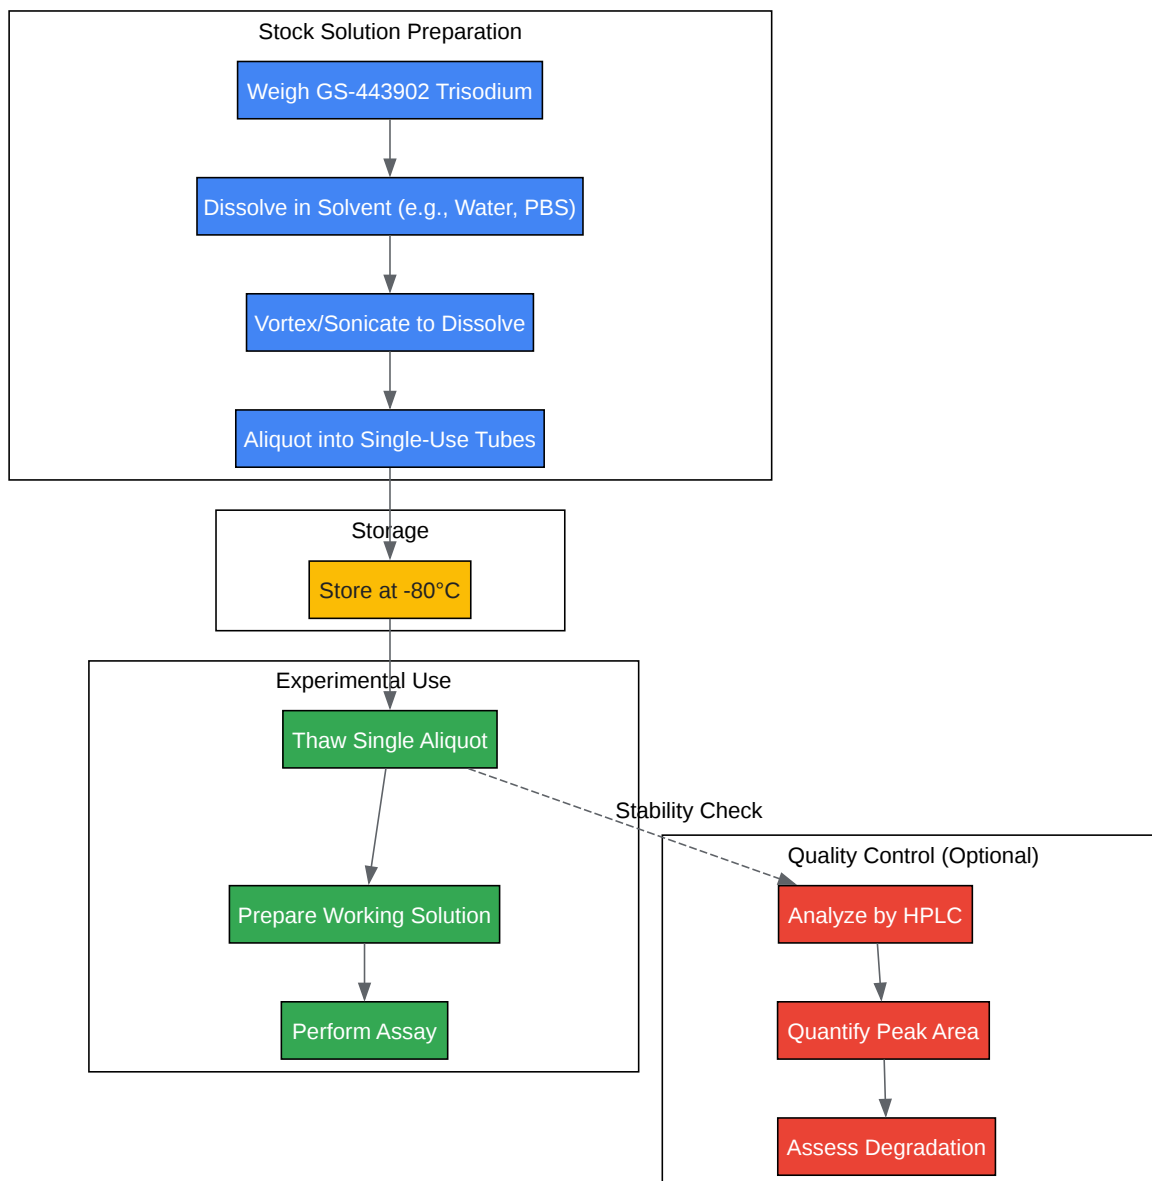 Stock Solution Preparation
Weigh GS-443902 Trisodium
Dissolve in Solvent (e.g., Water, PBS)
Vortex/Sonicate to Dissolve
Aliquot into Single-Use Tubes
Storage
Store at -80°C
Experimental Use
Thaw Single Aliquot
Stability Check
Quality Control (Optional)
Prepare Working Solution
Analyze by HPLC
Perform Assay
Quantify Peak Area
Assess Degradation